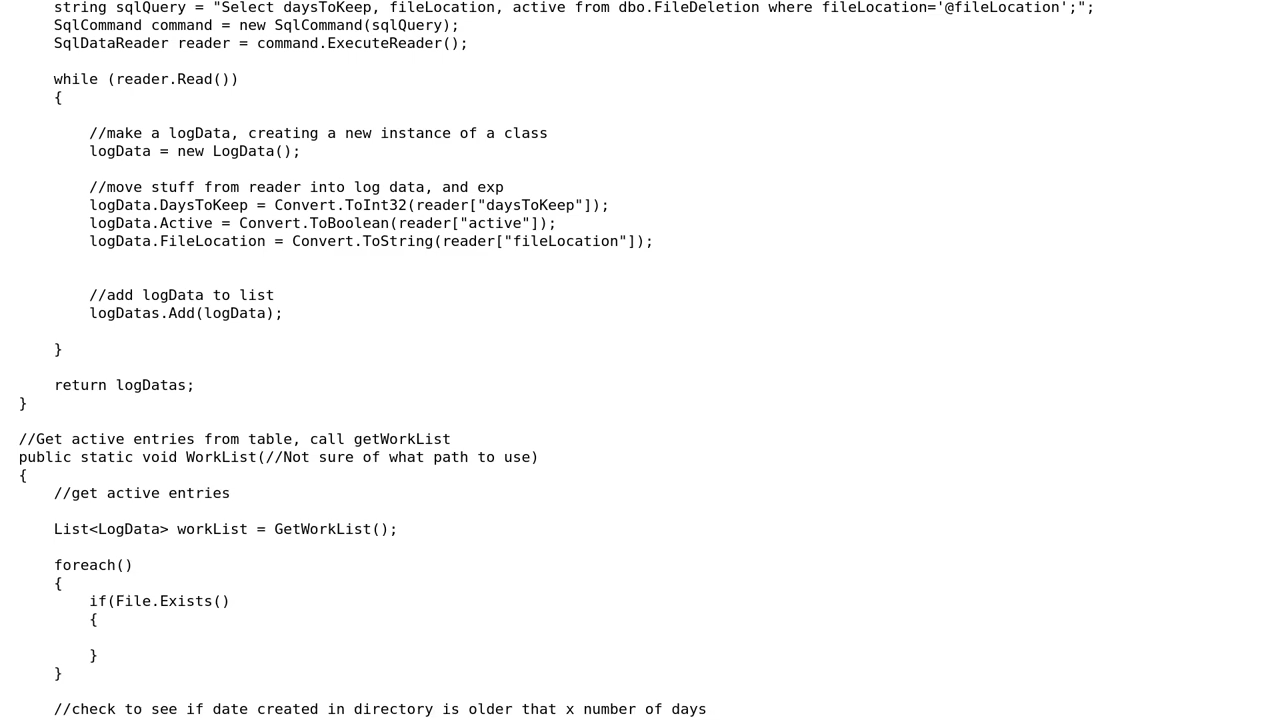 string sqlQuery = "Select daysToKeep, fileLocation, active from dbo.FileDeletion where fileLocation='@fileLocation';";
SqlCommand command = new SqlCommand(sqlQuery);
SqlDataReader reader = command.ExecuteReader();
while (reader.Read())
{
//make a logData, creating a new instance of a class
logData = new LogData();
//move stuff from reader into log data, and exp
logData.DaysToKeep = Convert.ToInt32(reader["daysToKeep"]);
logData.Active = Convert.ToBoolean(reader["active"]);
logData.FileLocation = Convert.ToString(reader["fileLocation"]);
//add logData to list
logDatas.Add(logData);
}
return logDatas;
}
//Get active entries from table, call getWorkList
public static void WorkList(//Not sure of what path to use)
{
//get active entries
List<LogData> workList = GetWorkList();
foreach()
{
if(File.Exists()
{
}
}
//check to see if date created in directory is older that x number of days